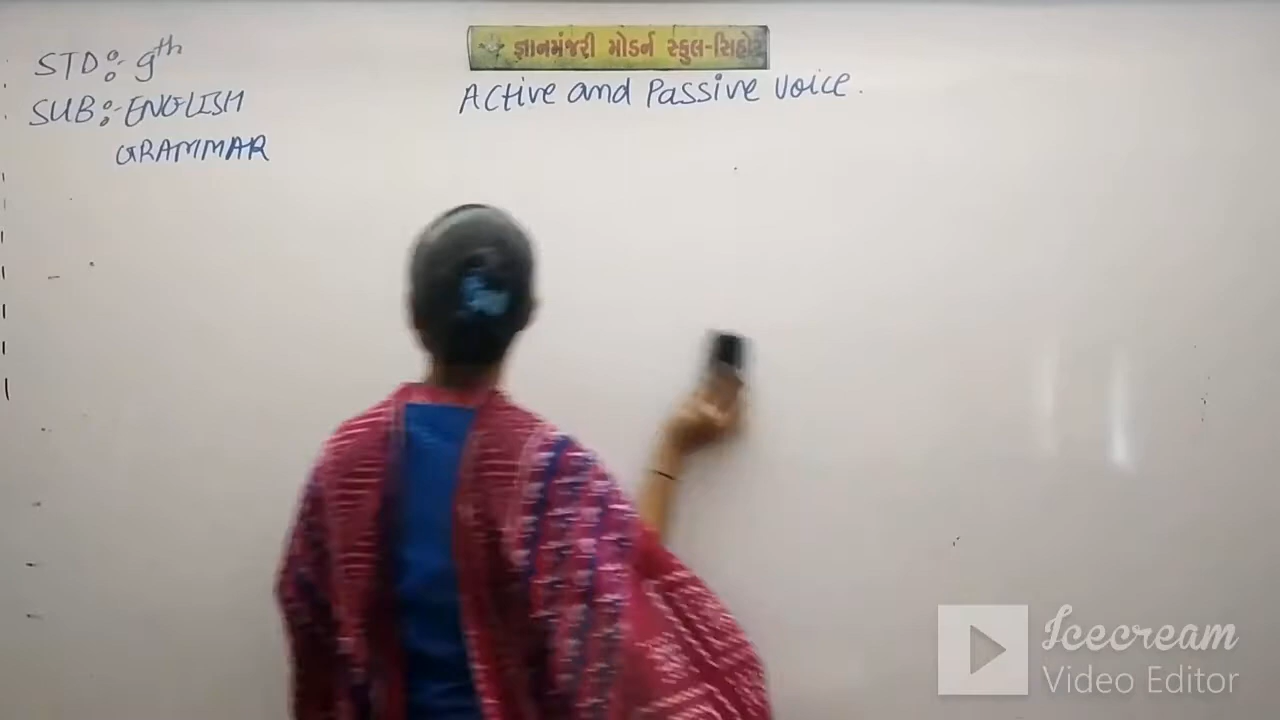 જ્ઞાનમંજરી મોડર્ન સ્કુલ-સિહોર
STD:- 9th
SUB:- ENGLISH
GRAMMAR
Active and Passive Voice.
Icecream
Video Editor